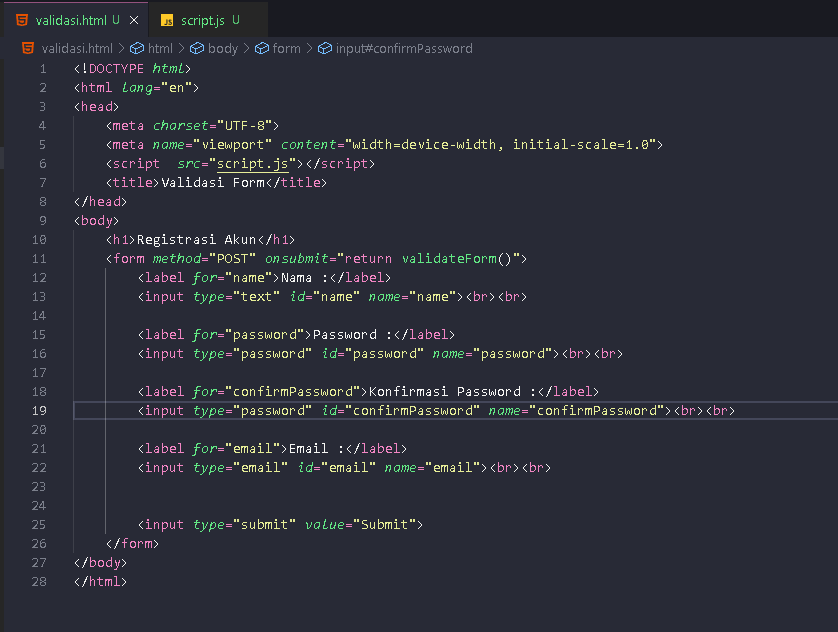 validasi.html U ×
JS script.js U
validasi.html > html > body > form > input#confirmPassword
1 <!DOCTYPE html>
2 <html lang="en">
3 <head>
4 <meta charset="UTF-8">
5 <meta name="viewport" content="width=device-width, initial-scale=1.0">
6 <script  src="script.js"></script>
7 <title>Validasi Form</title>
8 </head>
9 <body>
10 <h1>Registrasi Akun</h1>
11 <form method="POST" onsubmit="return validateForm()">
12 <label for="name">Nama :</label>
13 <input type="text" id="name" name="name"><br><br>
14
15 <label for="password">Password :</label>
16 <input type="password" id="password" name="password"><br><br>
17
18 <label for="confirmPassword">Konfirmasi Password :</label>
19 <input type="password" id="confirmPassword" name="confirmPassword"><br><br>
20
21 <label for="email">Email :</label>
22 <input type="email" id="email" name="email"><br><br>
23
24
25 <input type="submit" value="Submit">
26 </form>
27 </body>
28 </html>